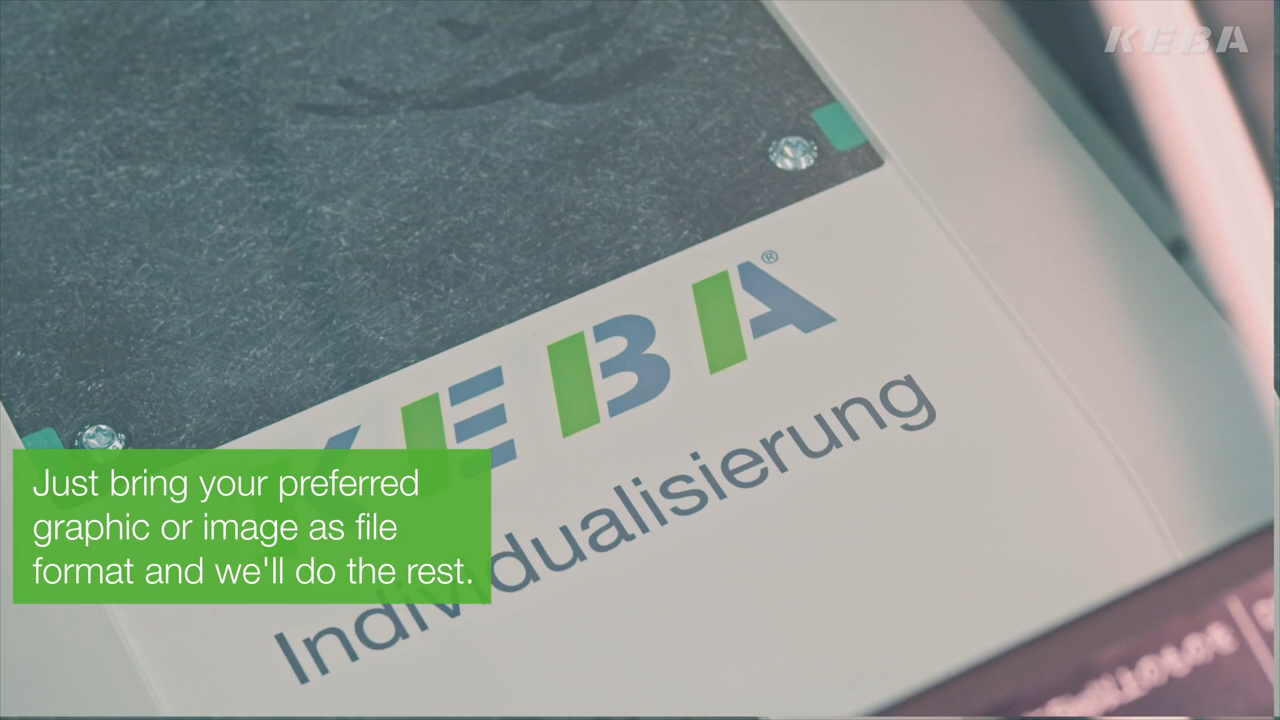 KEBA
KEBA®
Individualisierung
Just bring your preferred
graphic or image as file
format and we'll do the rest.